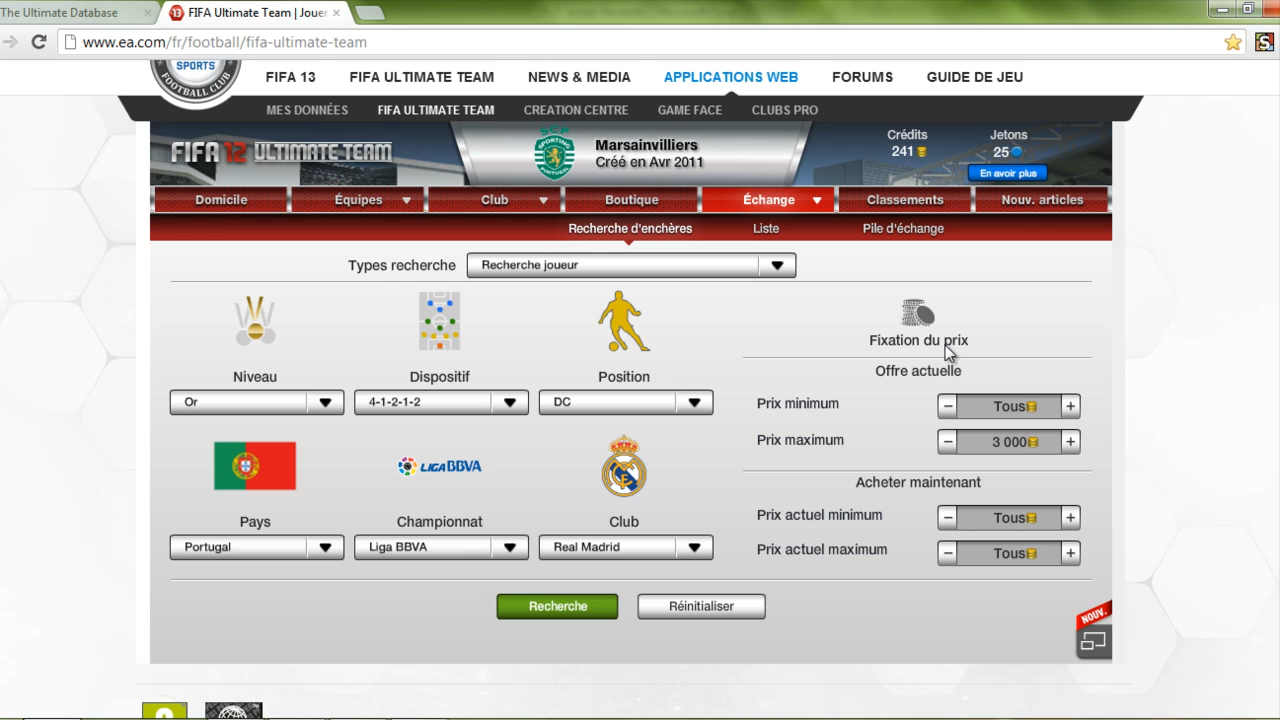 The Ultimate Database
FIFA Ultimate Team | Jouer
www.ea.com/fr/football/fifa-ultimate-team
SPORTS
FOOTBALL CLUB
FIFA 13 FIFA ULTIMATE TEAM NEWS & MEDIA APPLICATIONS WEB FORUMS GUIDE DE JEU
MES DONNÉES FIFA ULTIMATE TEAM CREATION CENTRE GAME FACE CLUBS PRO
FIFA 12 ULTIMATE TEAM
SCP
SPORTING
PORTUGAL
Marsainvilliers
Créé en Avr 2011
Crédits
241
Jetons
25
En avoir plus
Domicile Équipes Club Boutique Échange Classements Nouv. articles
Recherche d'enchères Liste Pile d'échange
Types recherche Recherche joueur
Niveau Dispositif Position
Or 4-1-2-1-2 DC
LIGA BBVA
Pays Championnat Club
Portugal Liga BBVA Real Madrid
Fixation du prix
Offre actuelle
Prix minimum - Tous +
Prix maximum - 3 000 +
Acheter maintenant
Prix actuel minimum - Tous +
Prix actuel maximum - Tous +
Recherche Réinitialiser
NOUV.